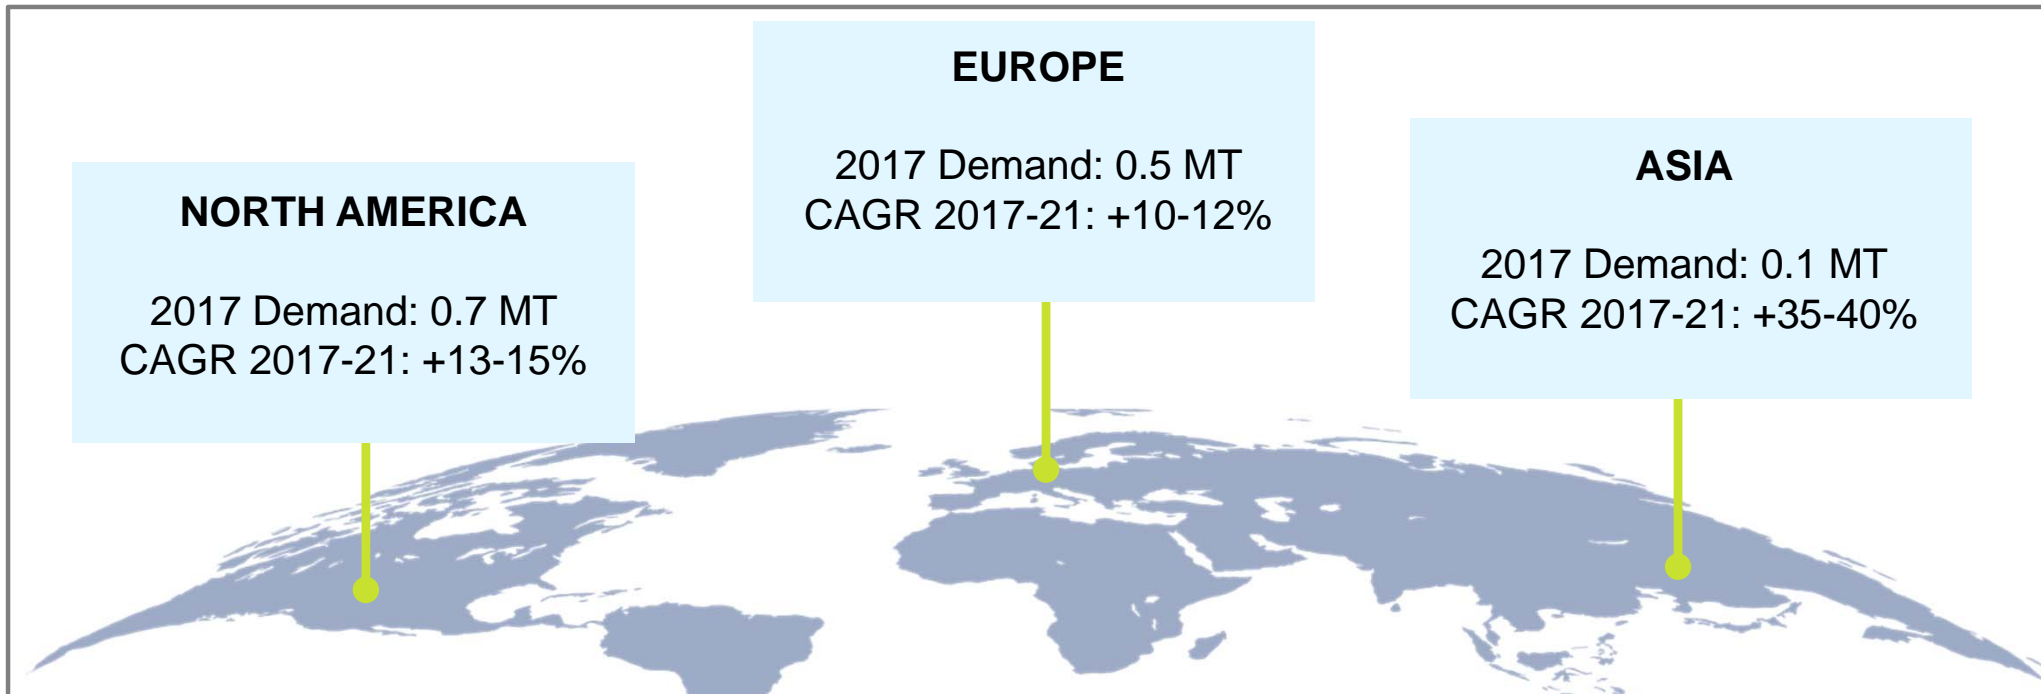 NORTH AMERICA
2017 Demand: 0.7 MT
CAGR 2017-21: +13-15%
EUROPE
2017 Demand: 0.5 MT
CAGR 2017-21: +10-12%
ASIA
2017 Demand: 0.1 MT
CAGR 2017-21: +35-40%